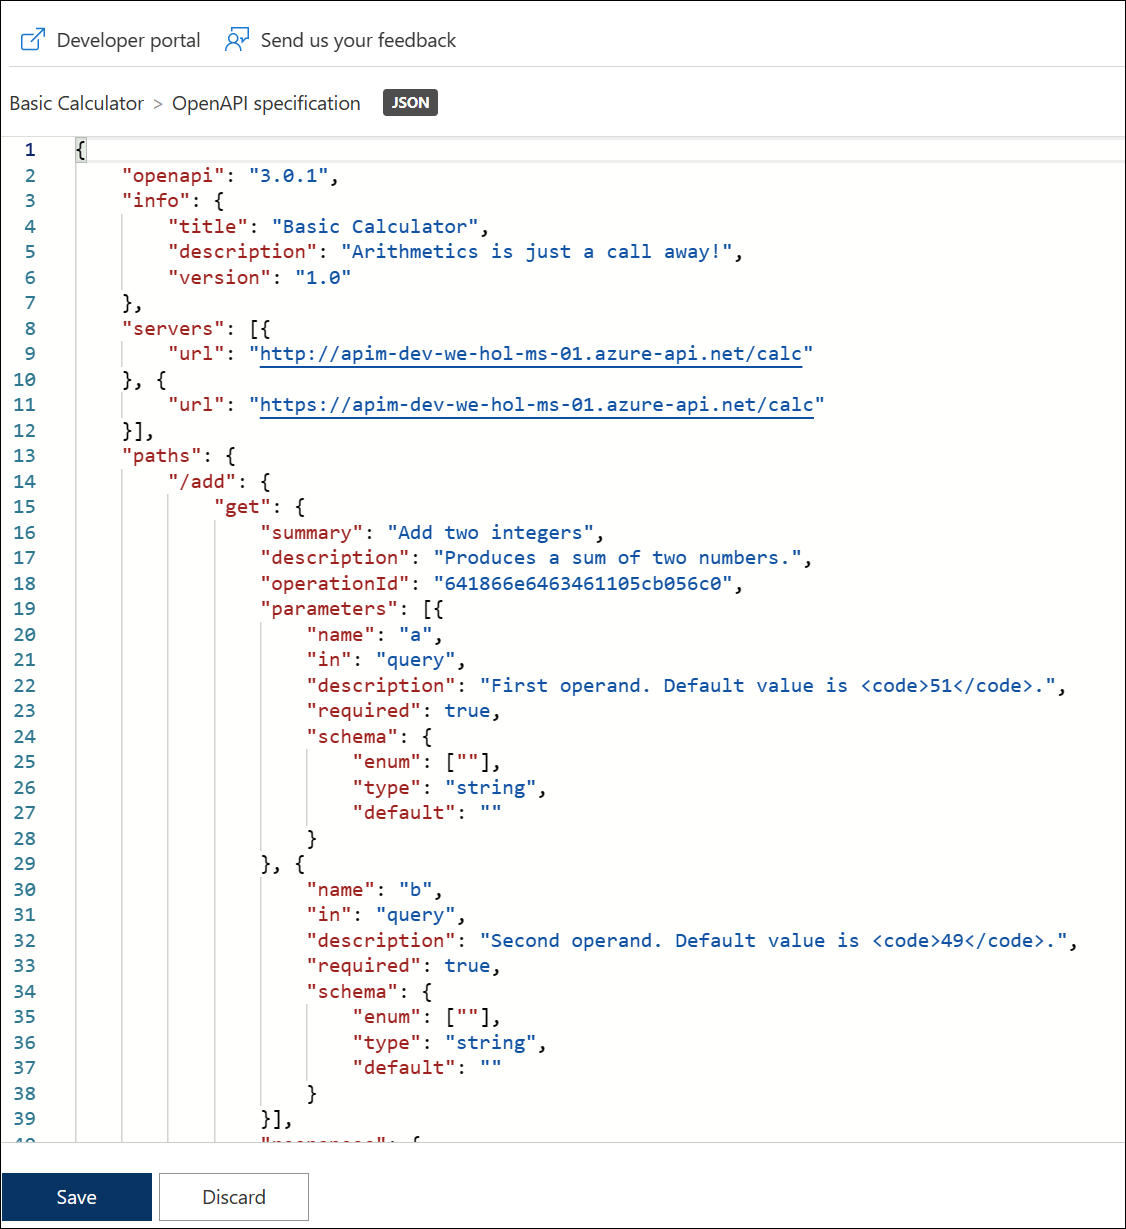 Developer portal Send us your feedback
Basic Calculator > OpenAPI specification JSON
1 {
2 "openapi": "3.0.1",
3 "info": {
4 "title": "Basic Calculator",
5 "description": "Arithmetics is just a call away!",
6 "version": "1.0"
7 },
8 "servers": [{
9 "url": "http://apim-dev-we-hol-ms-01.azure-api.net/calc"
10 }, {
11 "url": "https://apim-dev-we-hol-ms-01.azure-api.net/calc"
12 }],
13 "paths": {
14 "/add": {
15 "get": {
16 "summary": "Add two integers",
17 "description": "Produces a sum of two numbers.",
18 "operationId": "641866e6463461105cb056c0",
19 "parameters": [{
20 "name": "a",
21 "in": "query",
22 "description": "First operand. Default value is <code>51</code>.",
23 "required": true,
24 "schema": {
25 "enum": [""],
26 "type": "string",
27 "default": ""
28 }
29 }, {
30 "name": "b",
31 "in": "query",
32 "description": "Second operand. Default value is <code>49</code>.",
33 "required": true,
34 "schema": {
35 "enum": [""],
36 "type": "string",
37 "default": ""
38 }
39 }],
Save Discard